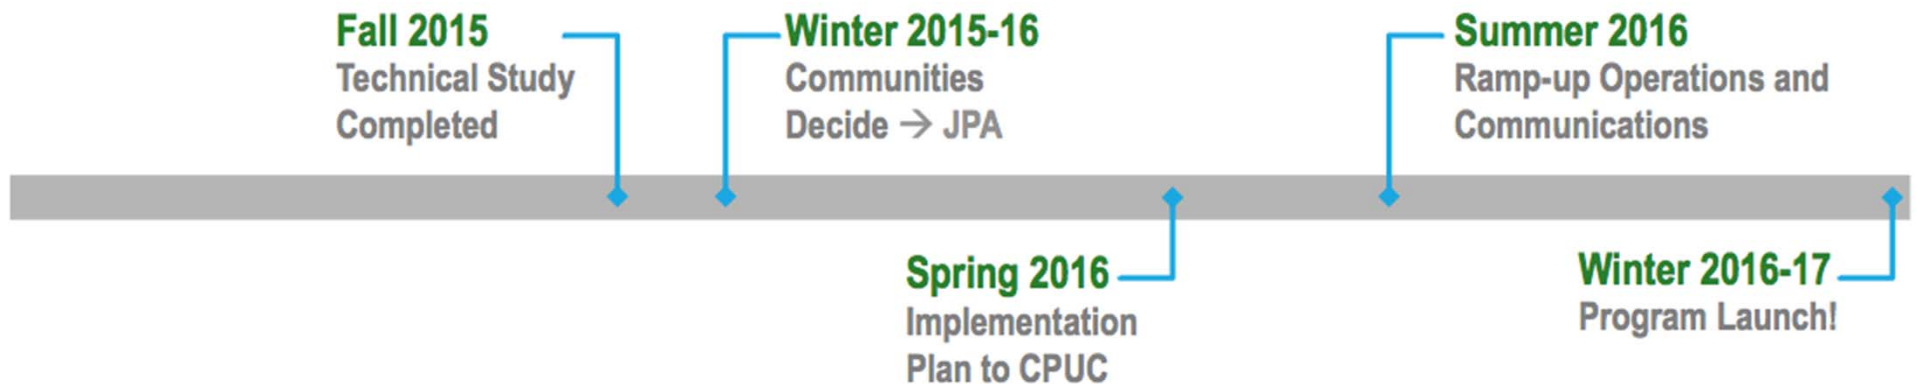 Fall 2015
Technical Study
Completed
Winter 2015-16
Communities
Decide → JPA
Spring 2016
Implementation
Plan to CPUC
Summer 2016
Ramp-up Operations and
Communications
Winter 2016-17
Program Launch!